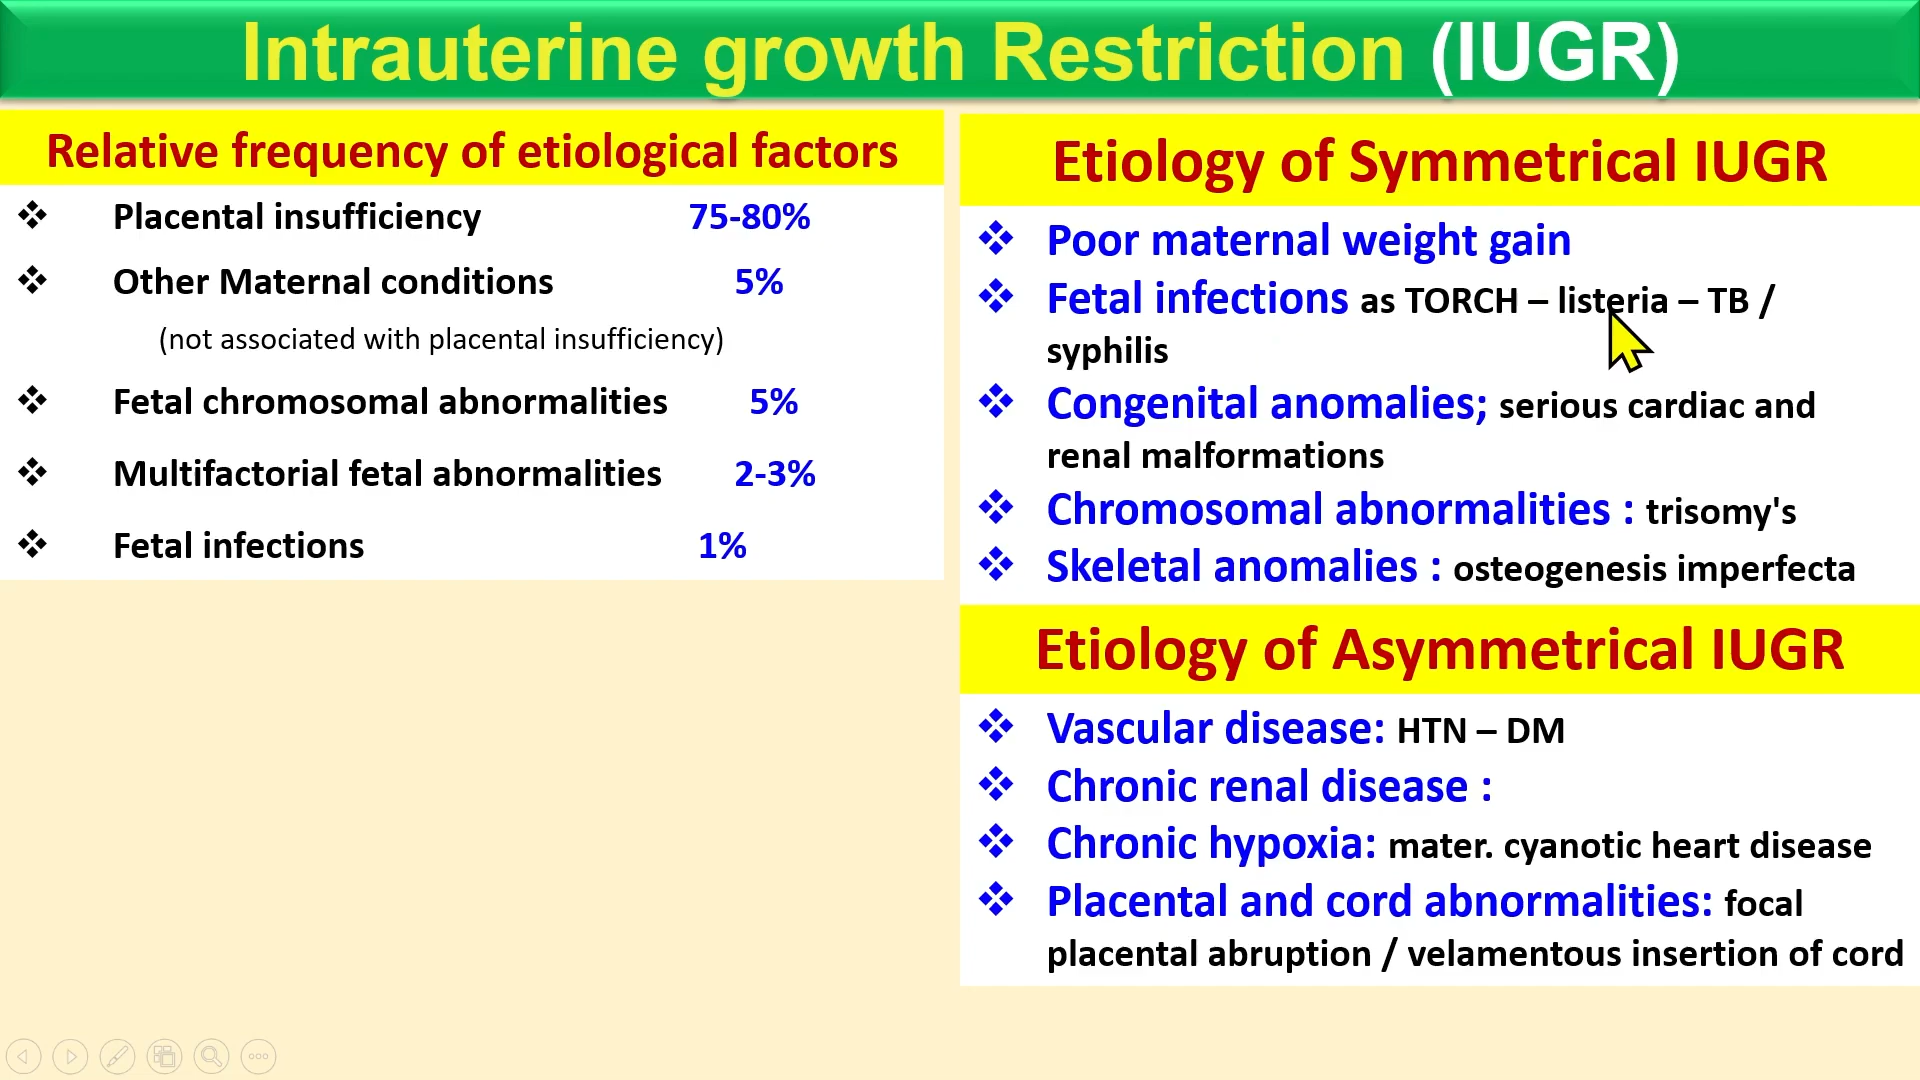 Intrauterine growth Restriction (IUGR)
Relative frequency of etiological factors
❖ Placental insufficiency 75-80%
❖ Other Maternal conditions 5%
(not associated with placental insufficiency)
❖ Fetal chromosomal abnormalities 5%
❖ Multifactorial fetal abnormalities 2-3%
❖ Fetal infections 1%
Etiology of Symmetrical IUGR
❖ Poor maternal weight gain
❖ Fetal infections as TORCH – listeria – TB /
syphilis
❖ Congenital anomalies; serious cardiac and
renal malformations
❖ Chromosomal abnormalities : trisomy's
❖ Skeletal anomalies : osteogenesis imperfecta
Etiology of Asymmetrical IUGR
❖ Vascular disease: HTN – DM
❖ Chronic renal disease :
❖ Chronic hypoxia: mater. cyanotic heart disease
❖ Placental and cord abnormalities: focal
placental abruption / velamentous insertion of cord